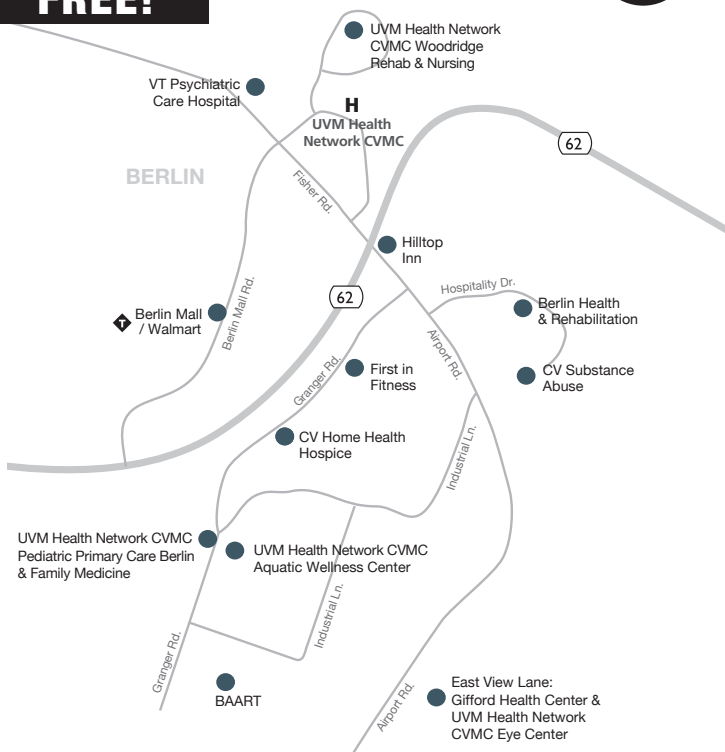 FREE!
UVM Health Network
CVMC Woodridge
Rehab & Nursing
VT Psychiatric
Care Hospital
H
UVM Health
Network CVMC
62
BERLIN
Fisher Rd.
Hilltop
Inn
Hospitality Dr.
62
Berlin Health
& Rehabilitation
T
Berlin Mall
/ Walmart
Berlin Mall Rd.
Airport Rd.
Granger Rd.
First in
Fitness
CV Substance
Abuse
CV Home Health
Hospice
Industrial Ln.
UVM Health Network CVMC
Pediatric Primary Care Berlin
& Family Medicine
UVM Health Network CVMC
Aquatic Wellness Center
Industrial Ln.
Granger Rd.
BAART
Airport Rd.
East View Lane:
Gifford Health Center &
UVM Health Network
CVMC Eye Center